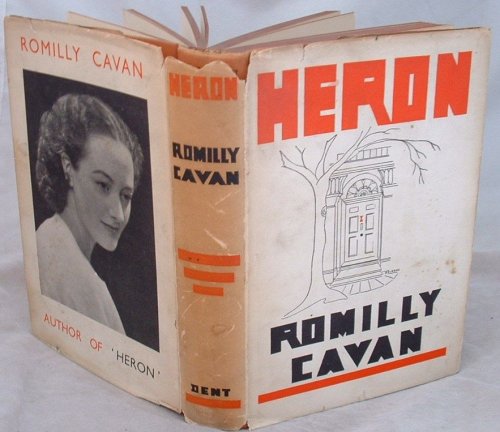 ROMILLY CAVAN
AUTHOR OF 'HERON'
HERON
ROMILLY
CAVAN
DENT
HERON
ROMILLY
CAVAN